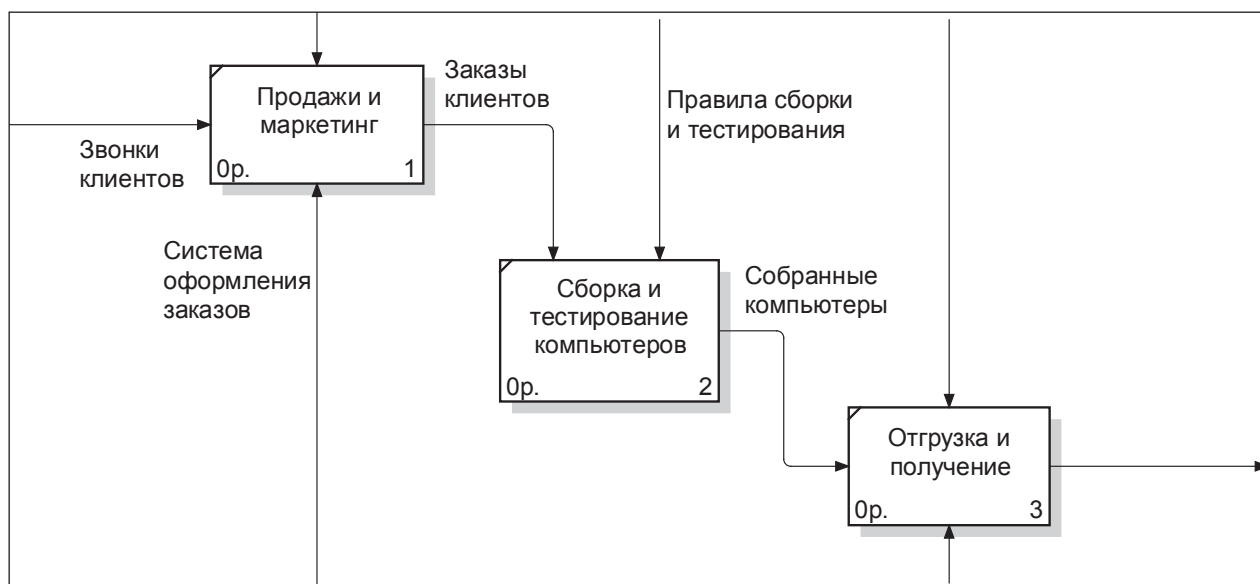 Продажи и
маркетинг
0р.
1
Заказы
клиентов
Правила сборки
и тестирования
Звонки
клиентов
Система
оформления
заказов
Сборка и
тестирование
компьютеров
0р.
2
Собранные
компьютеры
Отгрузка и
получение
0р.
3